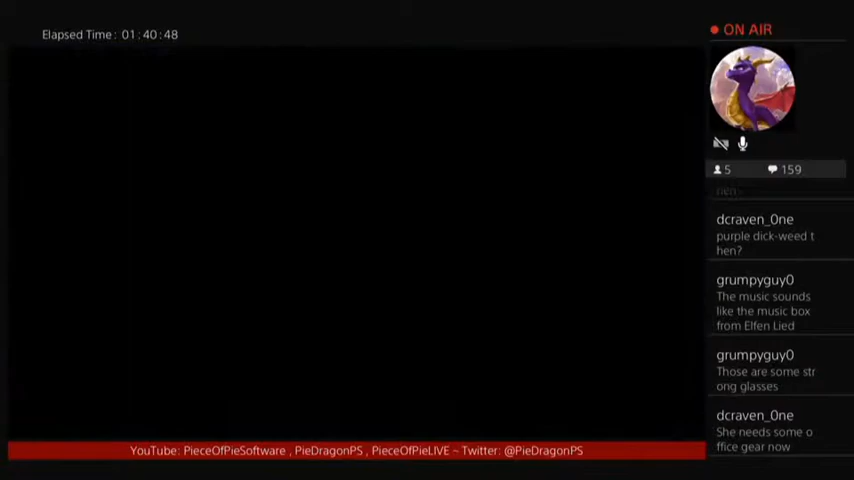 Elapsed Time: 01:40:48
ON AIR
5 159
dcraven_0ne
purple dick-weed t
hen?
grumpyguy0
The music sounds
like the music box
from Elfen Lied
grumpyguy0
Those are some str
ong glasses
dcraven_0ne
She needs some o
ffice gear now
YouTube: PieceOfPieSoftware , PieDragonPS , PieceOfPieLIVE ~ Twitter: @PieDragonPS